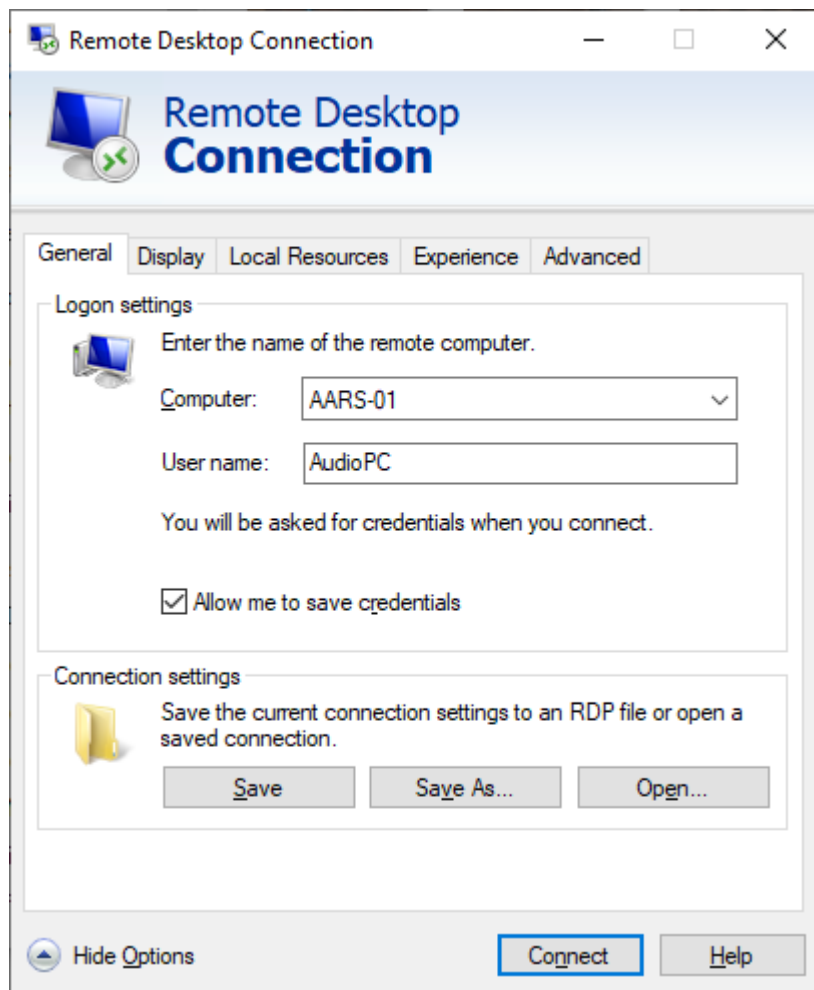 Remote Desktop Connection
Remote Desktop
Connection
General Display Local Resources Experience Advanced
Logon settings
Enter the name of the remote computer.
Computer: AARS-01
User name: AudioPC
You will be asked for credentials when you connect.
Allow me to save credentials
Connection settings
Save the current connection settings to an RDP file or open a
saved connection.
Save Save As... Open...
Hide Options Connect Help